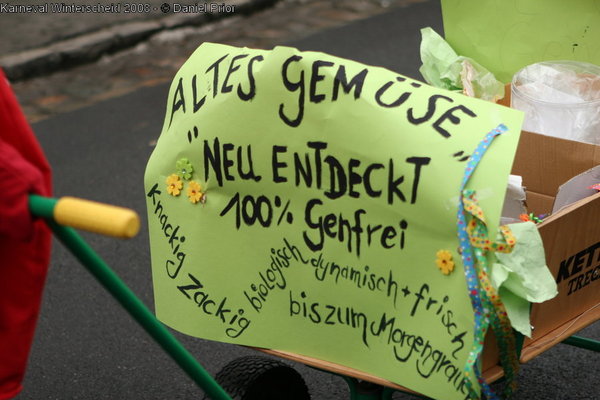 Karneval Winterscheid 2008 - © Daniel Prior
ALTES GEMÜSE
"NEU ENTDECKT"
100% Genfrei
Knackig Zackig
biologisch dynamisch + frisch
bis zum Morgengrauen
KETT
TREC